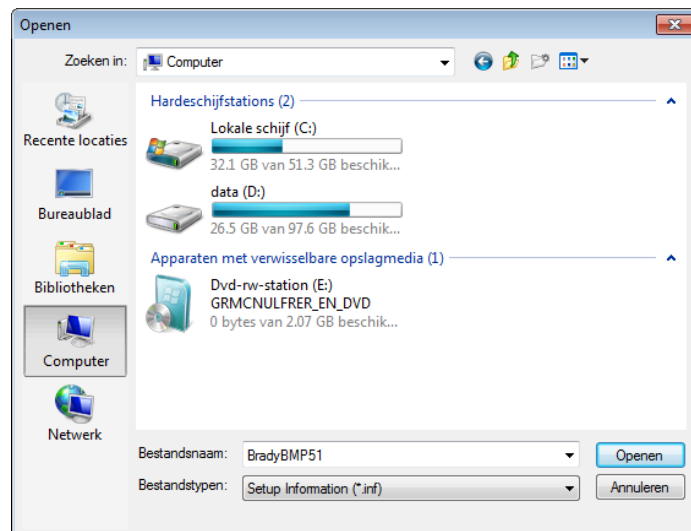 Openen
Zoeken in: Computer
Recente locaties
Bureaublad
Bibliotheken
Computer
Netwerk
Hardeschijfstations (2)
Lokale schijf (C:)
32.1 GB van 51.3 GB beschik...
data (D:)
26.5 GB van 97.6 GB beschik...
Apparaten met verwisselbare opslagmedia (1)
Dvd-rw-station (E:)
GRMCNULFRER_EN_DVD
0 bytes van 2.07 GB beschik...
Bestandsnaam: BradyBMP51 Openen
Bestandstypen: Setup Information (*.inf) Annuleren